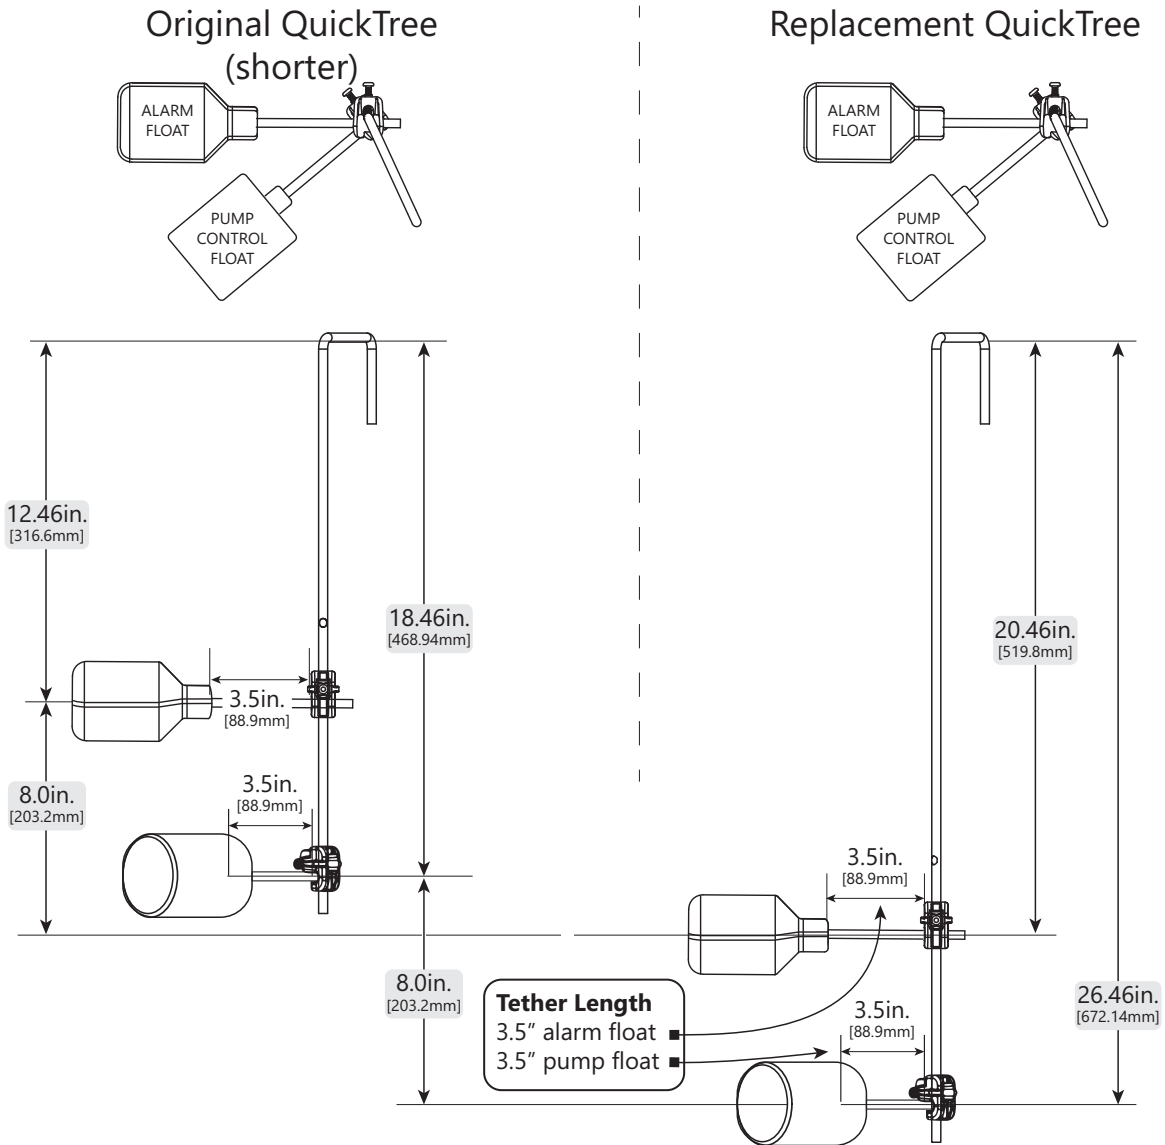 Original QuickTree
(shorter)
ALARM
FLOAT
PUMP
CONTROL
FLOAT
12.46in.
[316.6mm]
18.46in.
[468.94mm]
3.5in.
[88.9mm]
3.5in.
[88.9mm]
8.0in.
[203.2mm]
8.0in.
[203.2mm]
Replacement QuickTree
ALARM
FLOAT
PUMP
CONTROL
FLOAT
20.46in.
[519.8mm]
3.5in.
[88.9mm]
26.46in.
[672.14mm]
3.5in.
[88.9mm]
Tether Length
3.5” alarm float
3.5” pump float